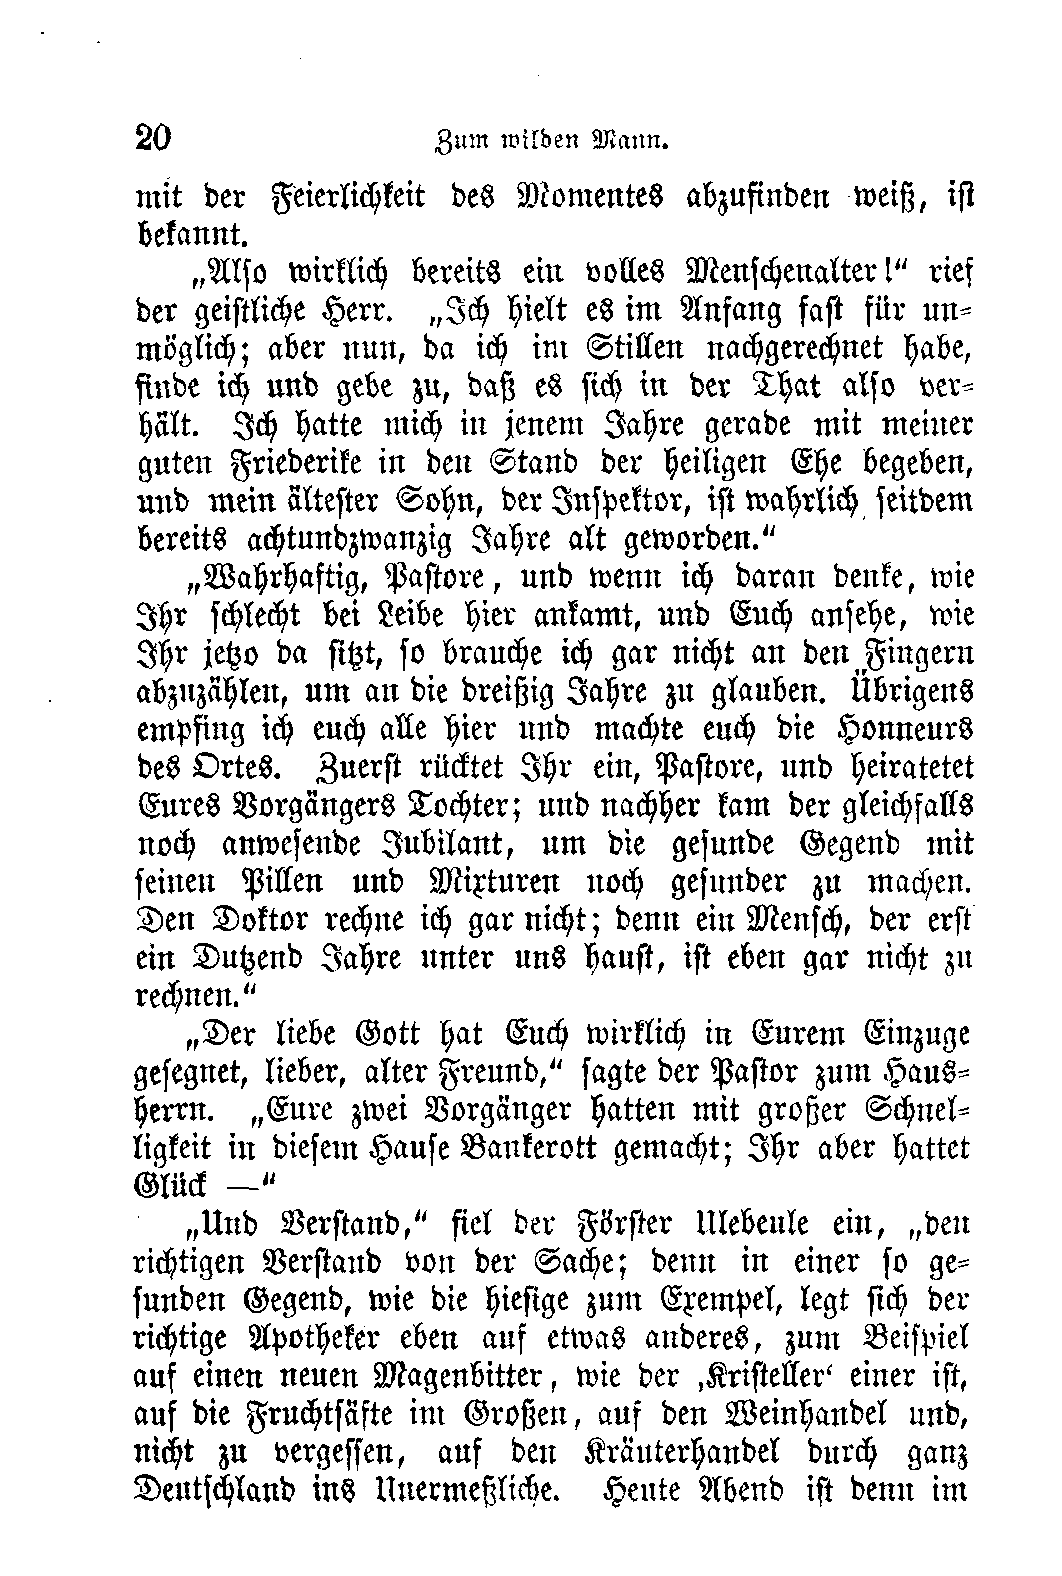 20 Zum wilden Mann.
mit der Feierlichkeit des Momentes abzufinden weiß, ist
bekannt.
„Also wirklich bereits ein volles Menschenalter!“ rief
der geistliche Herr. „Ich hielt es im Anfang fast für un-
möglich; aber nun, da ich im Stillen nachgerechnet habe,
finde ich und gebe zu, daß es sich in der That also ver-
hält. Ich hatte mich in jenem Jahre gerade mit meiner
guten Friederike in den Stand der heiligen Ehe begeben,
und mein ältester Sohn, der Inspektor, ist wahrlich seitdem
bereits achtundzwanzig Jahre alt geworden.“
„Wahrhaftig, Pastore, und wenn ich daran denke, wie
Ihr schlecht bei Leibe hier ankamt, und Euch ansehe, wie
Ihr jetzo da sitzt, so brauche ich gar nicht an den Fingern
abzuzählen, um an die dreißig Jahre zu glauben. Übrigens
empfing ich euch alle hier und machte euch die Honneurs
des Ortes. Zuerst rücktet Ihr ein, Pastore, und heiratetet
Eures Vorgängers Tochter; und nachher kam der gleichfalls
noch anwesende Jubilant, um die gesunde Gegend mit
seinen Pillen und Mixturen noch gesunder zu machen.
Den Doktor rechne ich gar nicht; denn ein Mensch, der erst
ein Dutzend Jahre unter uns haust, ist eben gar nicht zu
rechnen.“
„Der liebe Gott hat Euch wirklich in Eurem Einzuge
gesegnet, lieber, alter Freund,“ sagte der Pastor zum Haus-
herrn. „Eure zwei Vorgänger hatten mit großer Schnel-
ligkeit in diesem Hause Bankerott gemacht; Ihr aber hattet
Glück —“
„Und Verstand,“ fiel der Förster Ulebeule ein, „den
richtigen Verstand von der Sache; denn in einer so ge-
sunden Gegend, wie die hiesige zum Exempel, legt sich der
richtige Apotheker eben auf etwas anderes, zum Beispiel
auf einen neuen Magenbitter, wie der ‚Kristeller‘ einer ist,
auf die Fruchtsäfte im Großen, auf den Weinhandel und,
nicht zu vergessen, auf den Kräuterhandel durch ganz
Deutschland ins Unermeßliche. Heute Abend ist denn im